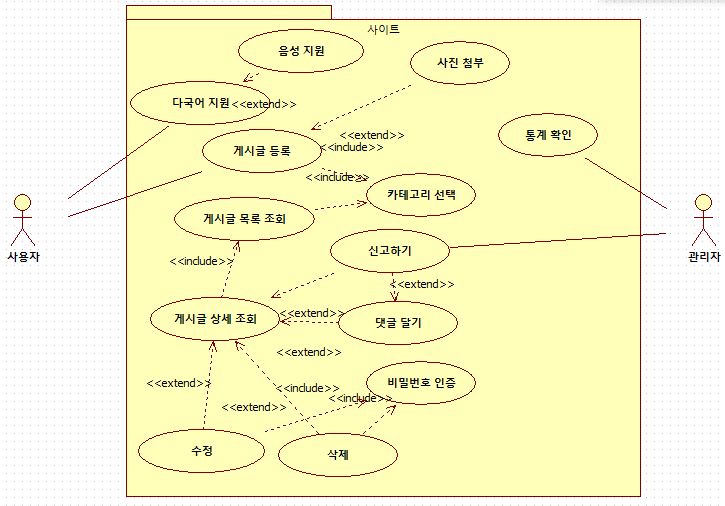 사이트
음성 지원
사진 첨부
다국어 지원
<<extend>>
통계 확인
<<extend>>
게시글 등록
<<include>>
<<include>>
카테고리 선택
게시글 목록 조회
신고하기
사용자
관리자
<<include>>
<<extend>>
<<extend>>
게시글 상세 조회
댓글 달기
<<extend>>
<<extend>>
<<include>>
비밀번호 인증
<<include>>
<<extend>>
수정
삭제